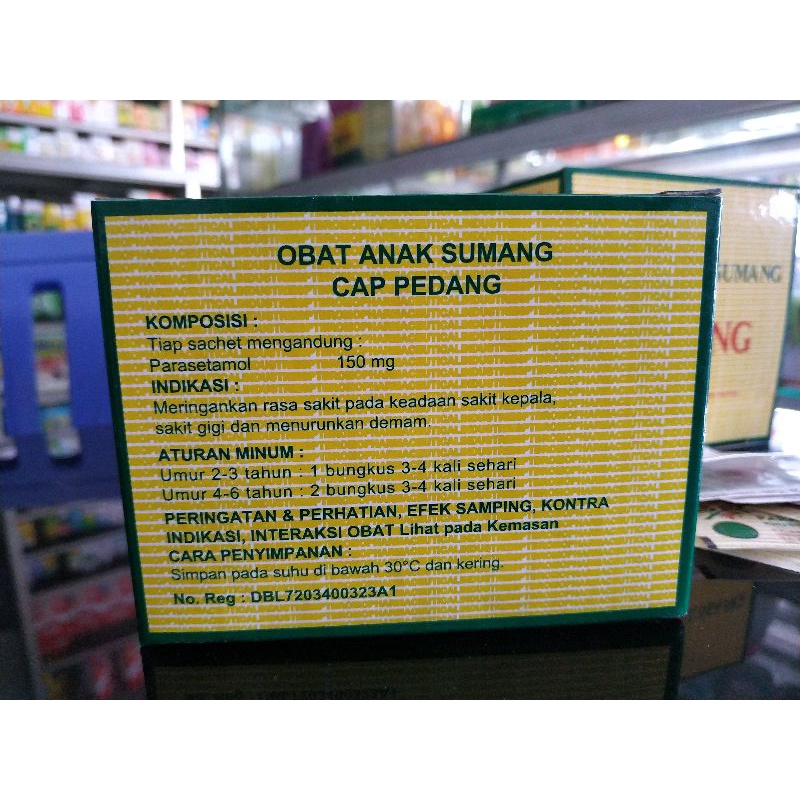 OBAT ANAK SUMANG
CAP PEDANG
KOMPOSISI :
Tiap sachet mengandung :
Parasetamol 150 mg
INDIKASI :
Meringankan rasa sakit pada keadaan sakit kepala,
sakit gigi dan menurunkan demam.
ATURAN MINUM :
Umur 2-3 tahun : 1 bungkus 3-4 kali sehari
Umur 4-6 tahun : 2 bungkus 3-4 kali sehari
PERINGATAN & PERHATIAN, EFEK SAMPING, KONTRA
INDIKASI, INTERAKSI OBAT Lihat pada Kemasan
CARA PENYIMPANAN :
Simpan pada suhu di bawah 30°C dan kering.
No. Reg : DBL7203400323A1
SUMANG
NG